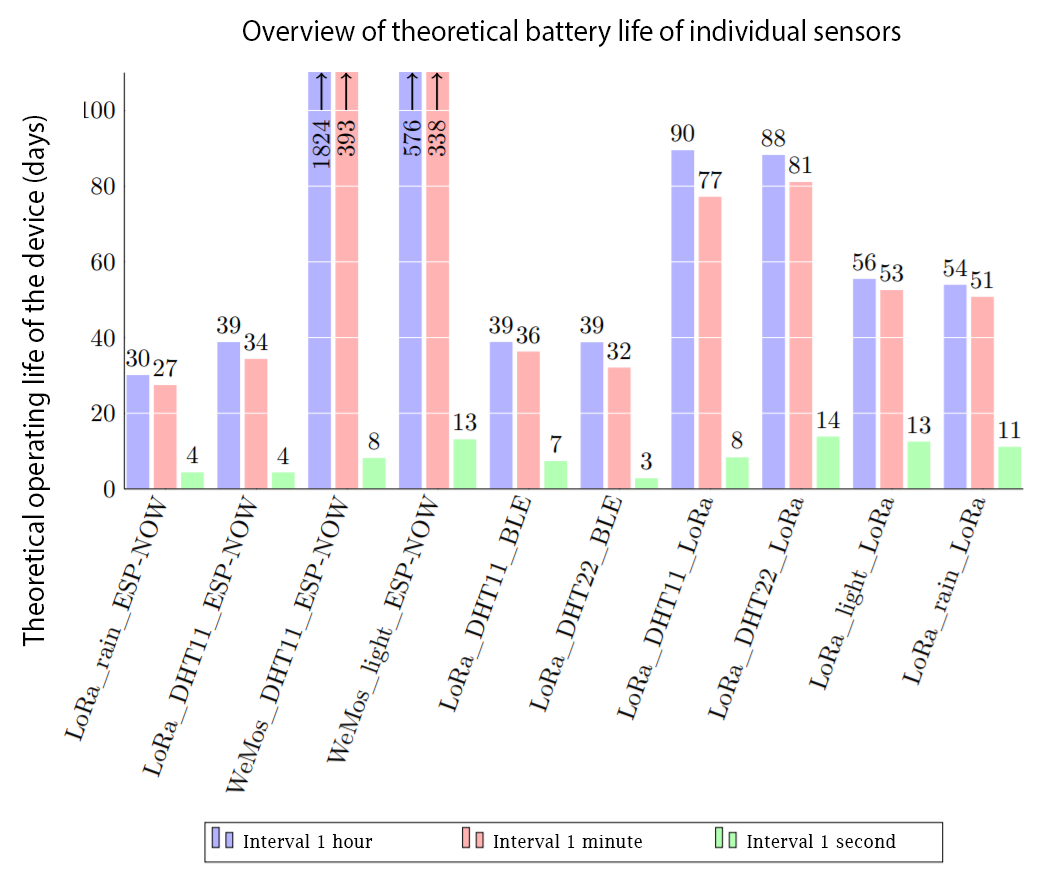 Overview of theoretical battery life of individual sensors
Theoretical operating life of the device (days)
100
80
60
40
20
0
30 27 4
39 34 4
1824 393 8
576 338 13
39 36 7
39 32 3
90 77 8
88 81 14
56 53 13
54 51 11
LoRa_rain_ESP-NOW
LoRa_DHT11_ESP-NOW
WeMos_DHT11_ESP-NOW
WeMos_light_ESP-NOW
LoRa_DHT11_BLE
LoRa_DHT22_BLE
LoRa_DHT11_LoRa
LoRa_DHT22_LoRa
LoRa_light_LoRa
LoRa_rain_LoRa
Interval 1 hour Interval 1 minute Interval 1 second